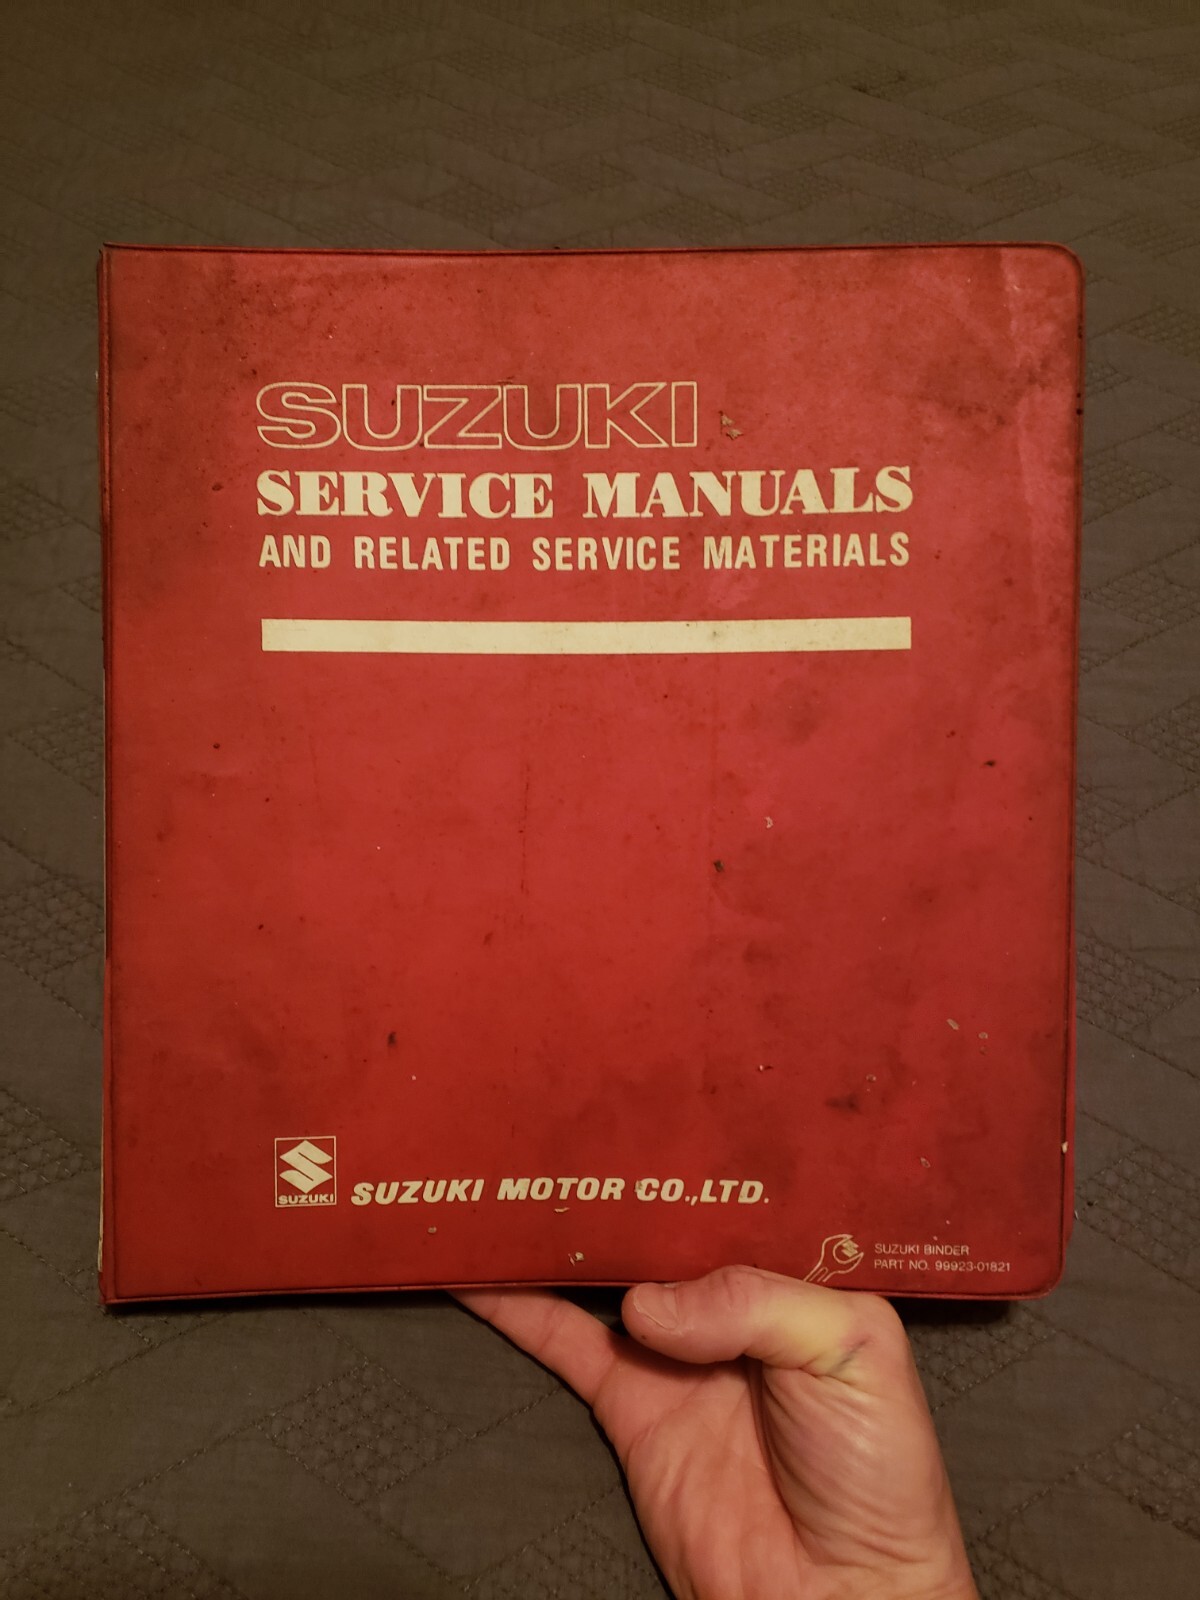 SUZUKI
SERVICE MANUALS
AND RELATED SERVICE MATERIALS
SUZUKI
SUZUKI MOTOR CO.,LTD.
SUZUKI BINDER
PART NO. 99923-01821